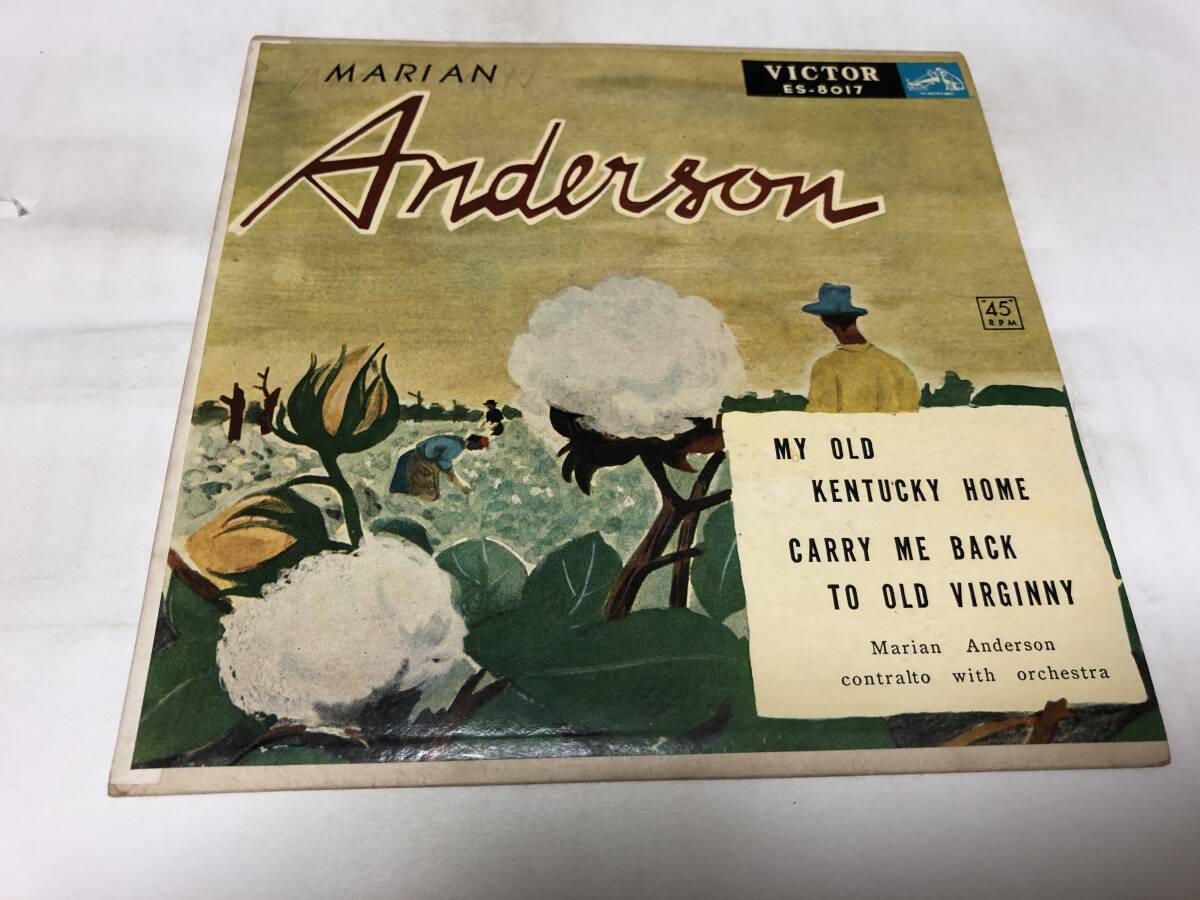 MARIAN
Anderson
VICTOR
ES-8017
"45"
RPM
MY OLD
KENTUCKY HOME
CARRY ME BACK
TO OLD VIRGINNY
Marian Anderson
contralto with orchestra